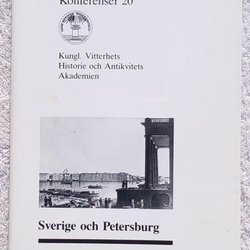 Konferenser 20
Kungl. Vitterhets
Historie och Antikvitets
Akademien
Sverige och Petersburg